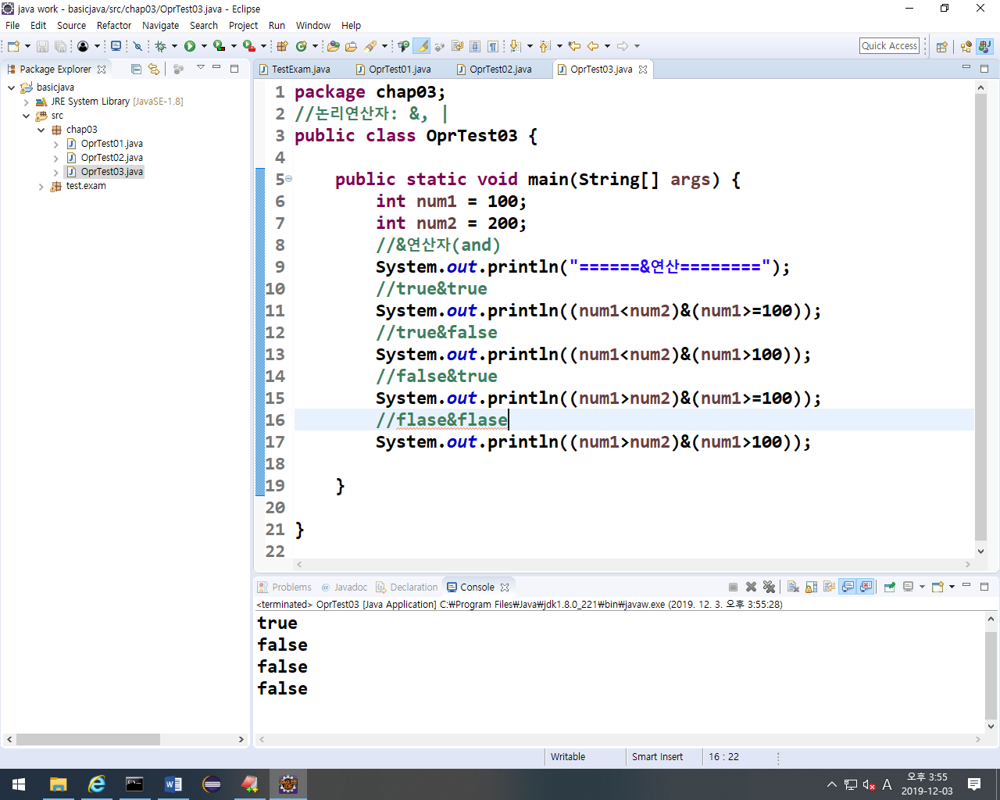 java work - basicjava/src/chap03/OprTest03.java - Eclipse
File Edit Source Refactor Navigate Search Project Run Window Help
Quick Access
Package Explorer
basicjava
JRE System Library [JavaSE-1.8]
src
chap03
OprTest01.java
OprTest02.java
OprTest03.java
test.exam
TestExam.java OprTest01.java OprTest02.java OprTest03.java
1 package chap03;
2 //논리연산자: &, |
3 public class OprTest03 {
4
5 public static void main(String[] args) {
6 int num1 = 100;
7 int num2 = 200;
8 //&연산자(and)
9 System.out.println("======&연산========");
10 //true&true
11 System.out.println((num1<num2)&(num1>=100));
12 //true&false
13 System.out.println((num1<num2)&(num1>100));
14 //false&true
15 System.out.println((num1>num2)&(num1>=100));
16 //flase&flase
17 System.out.println((num1>num2)&(num1>100));
18
19 }
20
21 }
22
Problems @ Javadoc Declaration Console
<terminated> OprTest03 [Java Application] C:₩Program Files₩Java₩jdk1.8.0_221₩bin₩javaw.exe (2019. 12. 3. 오후 3:55:28)
true
false
false
false
Writable Smart Insert 16 : 22
A 오후 3:55
2019-12-03